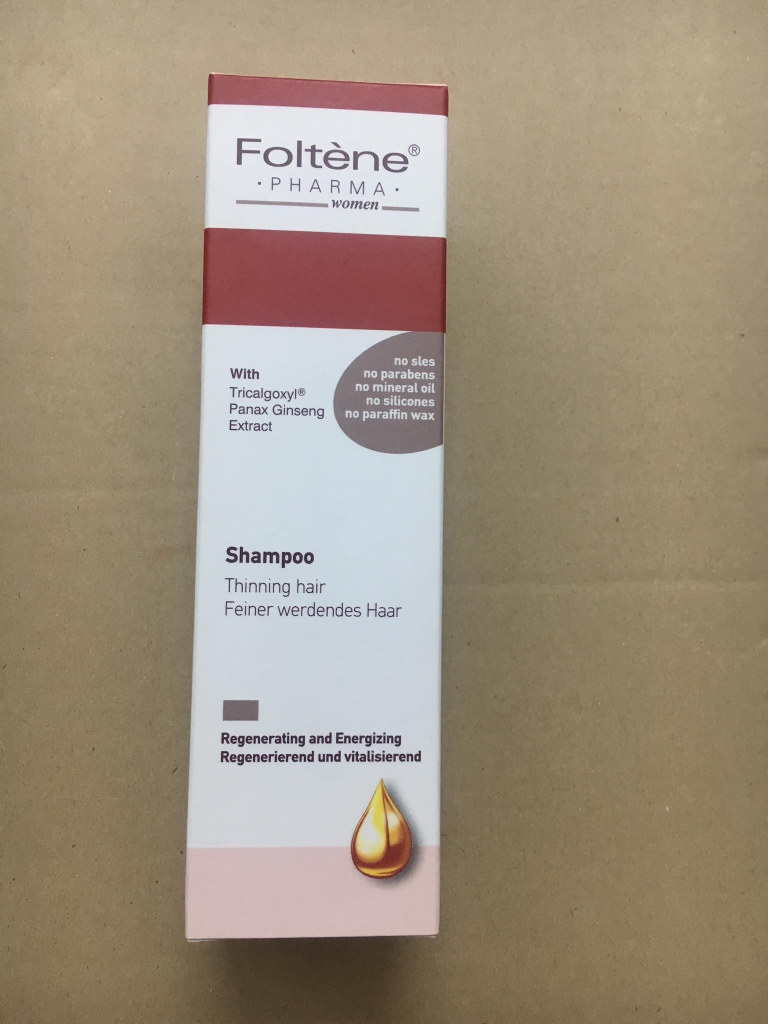 Foltène®
·PHARMA·
women
no sles
no parabens
no mineral oil
no silicones
no paraffin wax
With
Tricalgoxyl®
Panax Ginseng
Extract
Shampoo
Thinning hair
Feiner werdendes Haar
Regenerating and Energizing
Regenerierend und vitalisierend